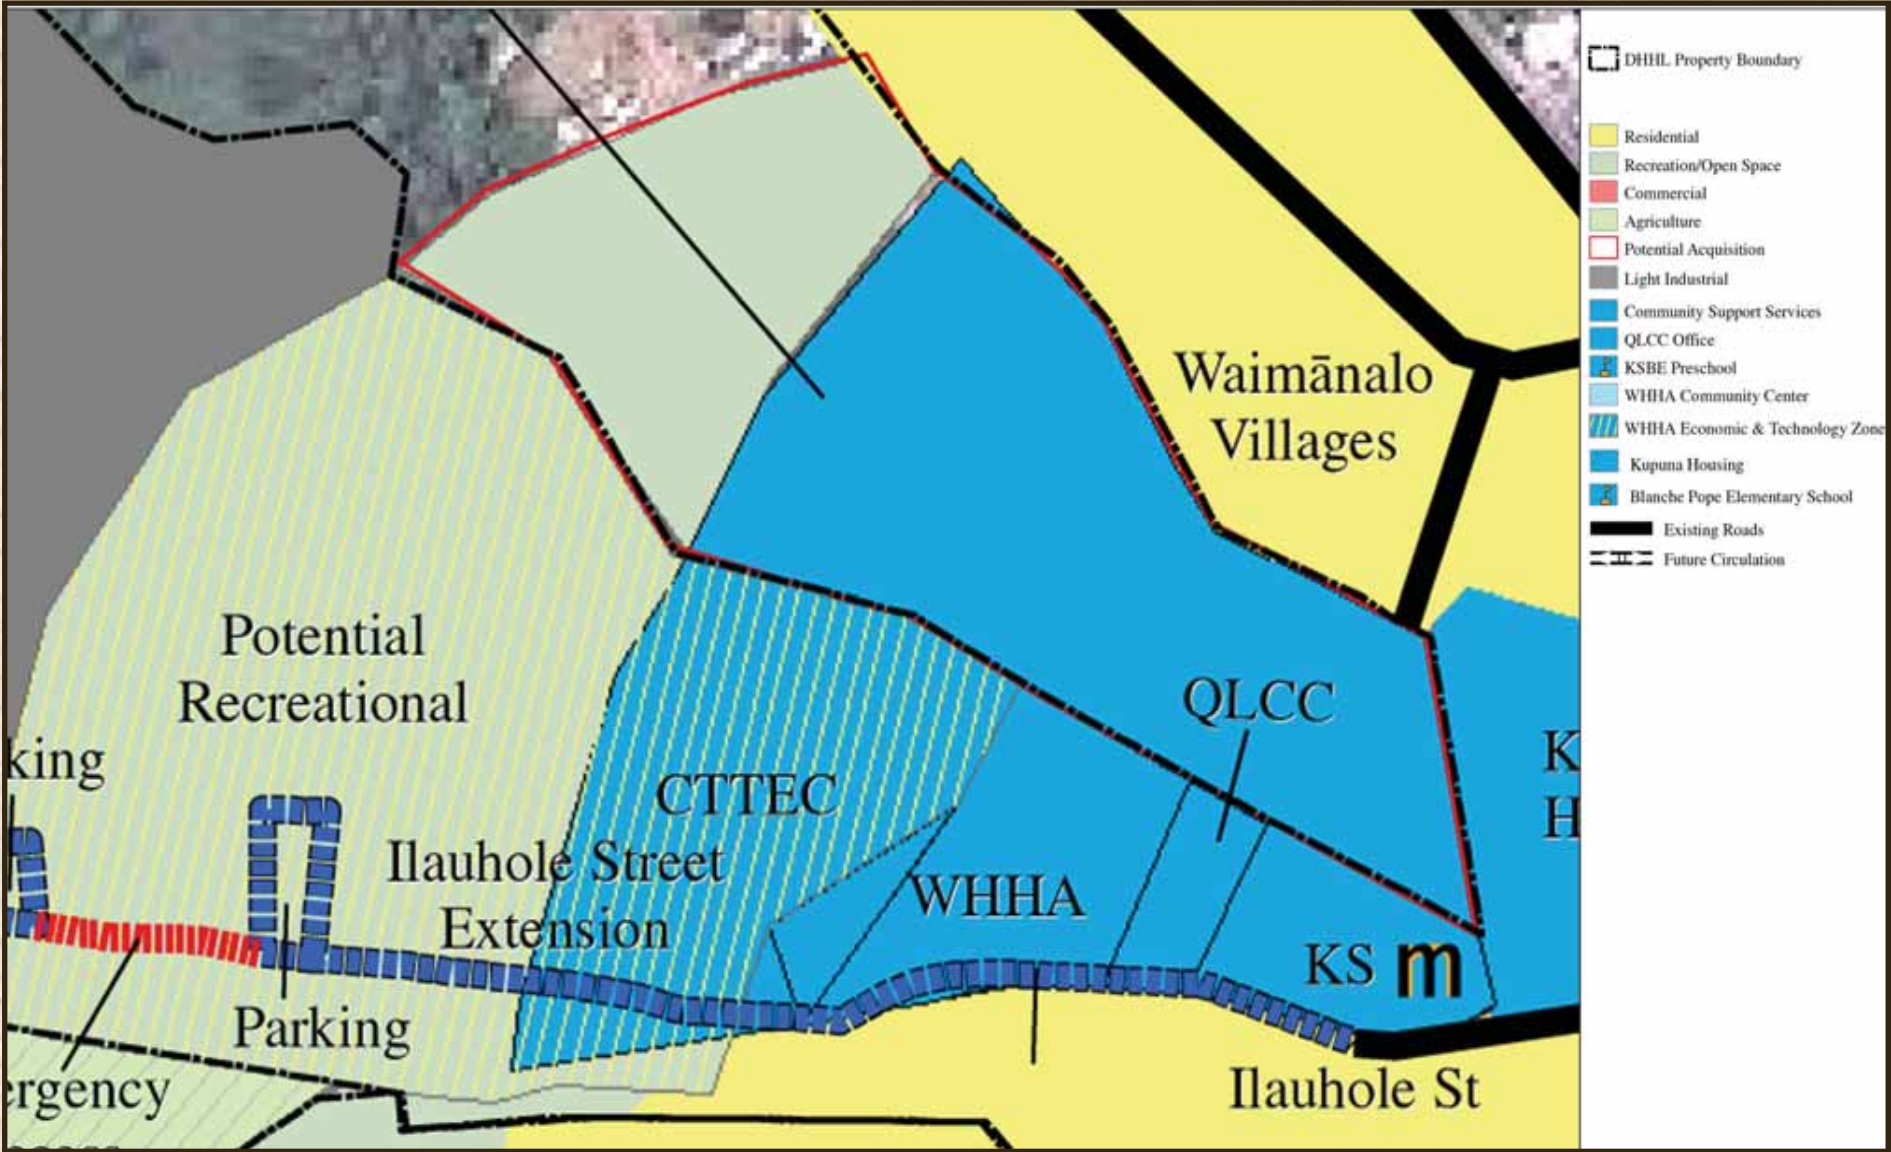 DHHL Property Boundary
Residential
Recreation/Open Space
Commercial
Agriculture
Potential Acquisition
Light Industrial
Community Support Services
QLCC Office
KSBE Preschool
WHHA Community Center
WHHA Economic & Technology Zone
Kupuna Housing
Blanche Pope Elementary School
Existing Roads
Future Circulation
Waimānalo
Villages
Potential
Recreational
QLCC
K
H
king
CTTEC
Ilauhole Street
Extension
WHHA
KS
Parking
ergency
Ilauhole St